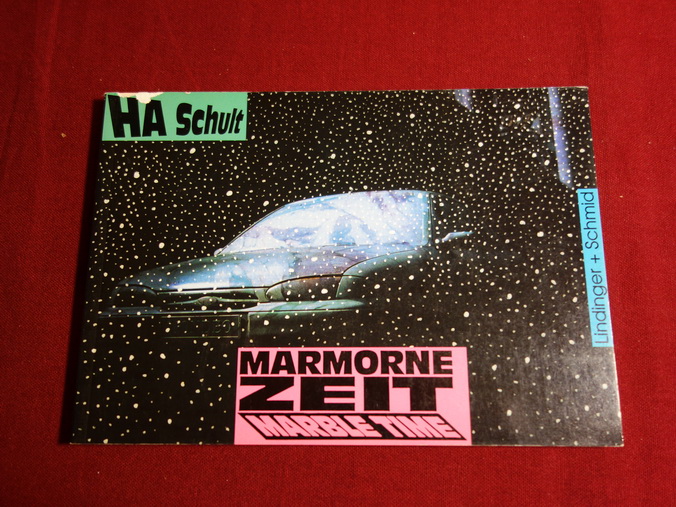 HA Schult
Lindinger + Schmid
MARMORNE
ZEIT
MARBLE TIME